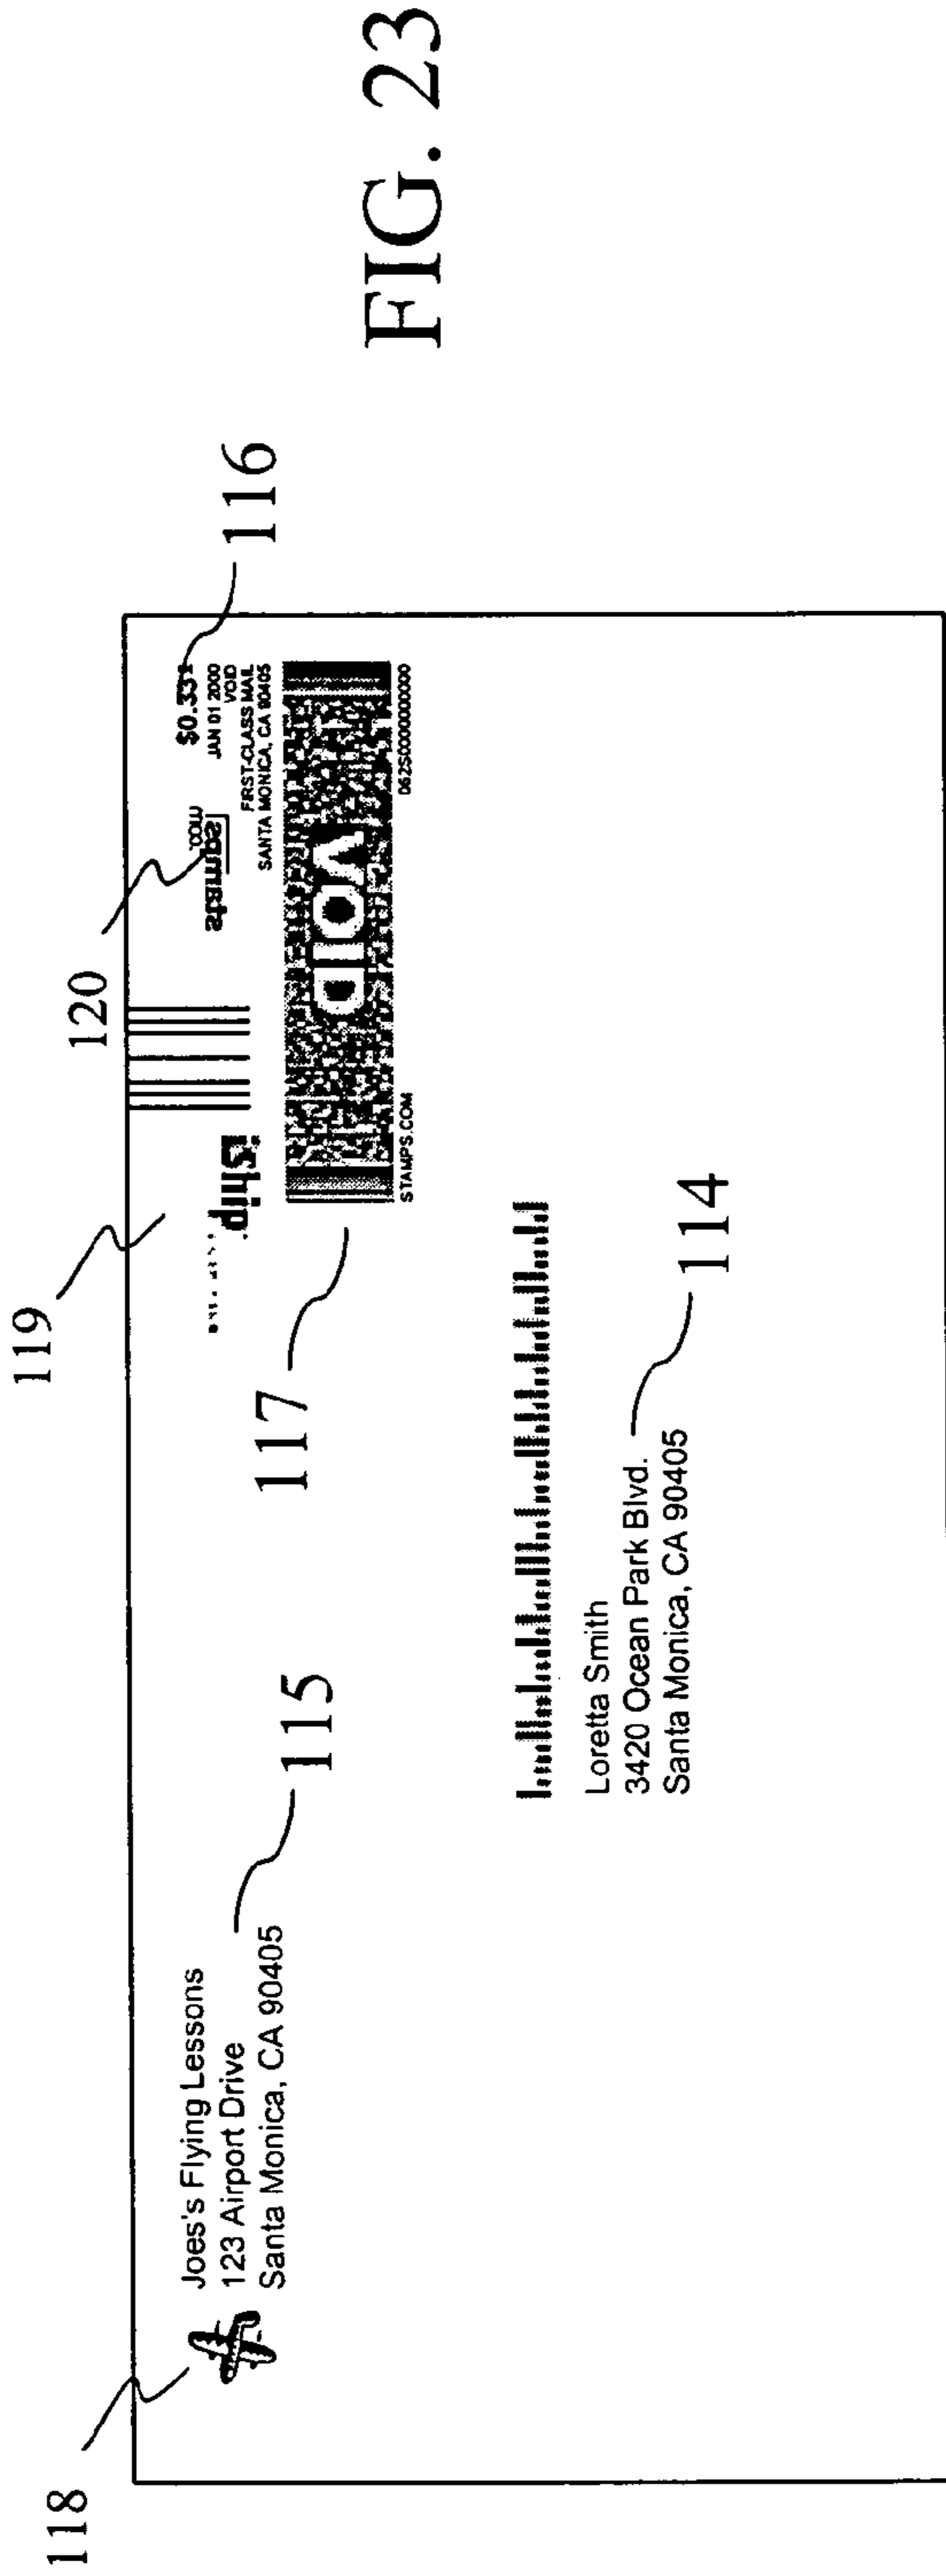 FIG. 23
118
119
120
116
Joes's Flying Lessons
123 Airport Drive
Santa Monica, CA 90405
115
iShip.
stamps
.com
$0.33
JAN 01 2000
VOID
FIRST-CLASS MAIL
SANTA MONICA, CA 90405
VOID
STAMPS.COM
117
Loretta Smith
3420 Ocean Park Blvd.
Santa Monica, CA 90405
114